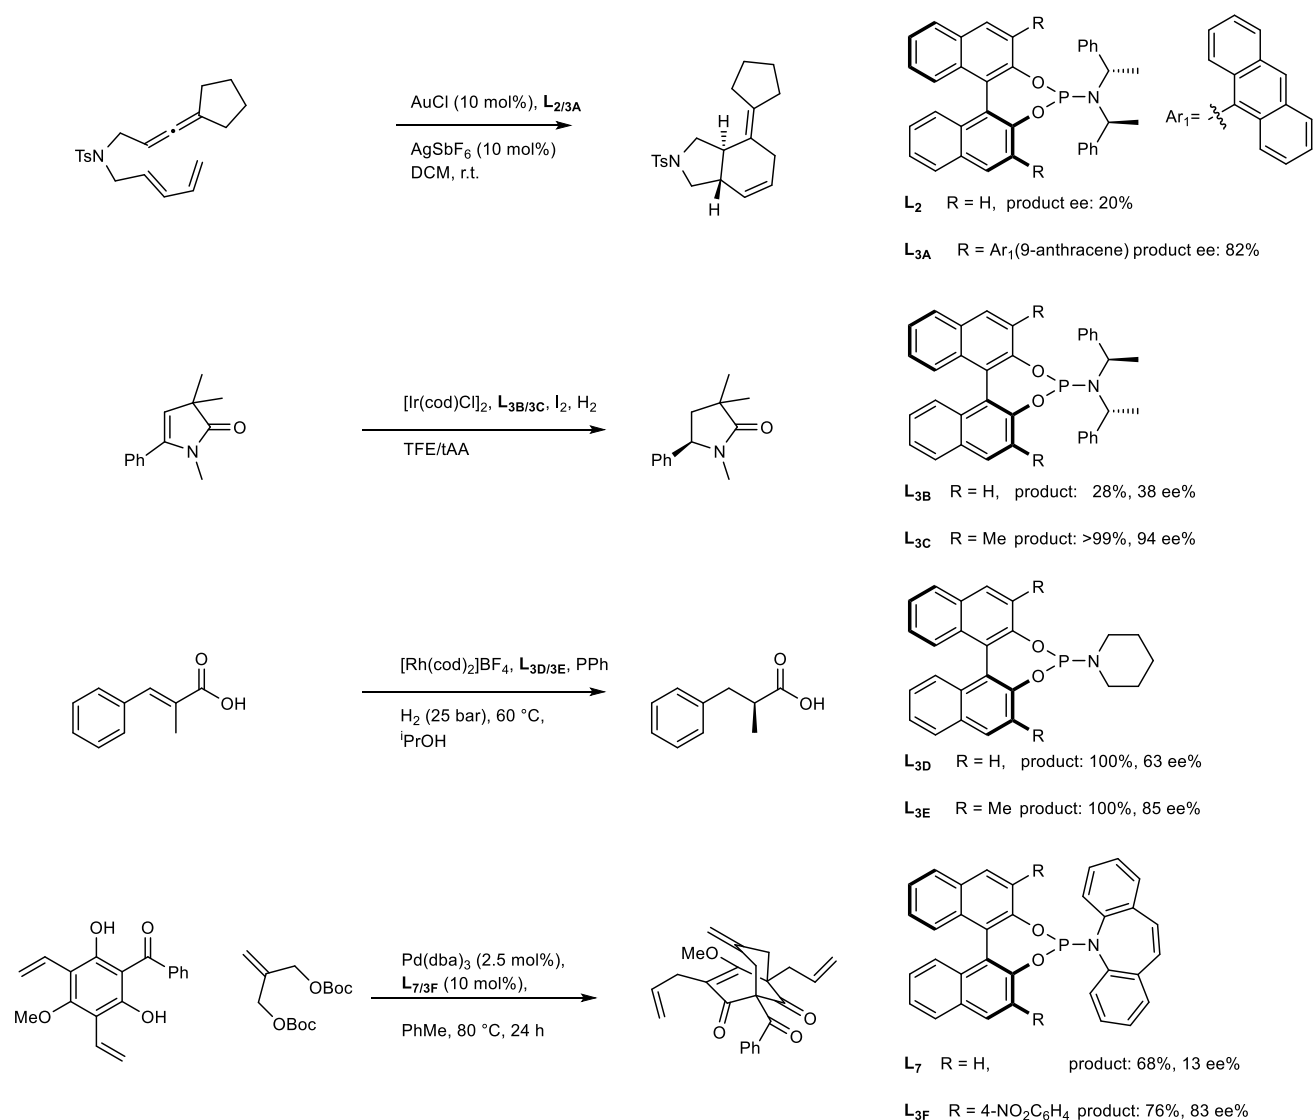 R
Ph
O
P
N
O
Ph
R
Ar1=
TsN
AuCl (10 mol%), L2/3A
AgSbF6 (10 mol%)
DCM, r.t.
H
TsN
H
L2 R = H, product ee: 20%
L3A R = Ar1(9-anthracene) product ee: 82%
R
Ph
O
P
N
O
Ph
R
Ph
N
O
[Ir(cod)Cl]2, L3B/3C, I2, H2
TFE/tAA
Ph
N
O
L3B R = H, product: 28%, 38 ee%
L3C R = Me product: >99%, 94 ee%
R
O
P
N
O
R
O
OH
[Rh(cod)2]BF4, L3D/3E, PPh
H2 (25 bar), 60 °C,
iPrOH
O
OH
L3D R = H, product: 100%, 63 ee%
L3E R = Me product: 100%, 85 ee%
R
O
P
N
O
R
OH
O
Ph
MeO
OH
OBoc
OBoc
Pd(dba)3 (2.5 mol%),
L7/3F (10 mol%),
PhMe, 80 °C, 24 h
MeO
O
O
O
Ph
L7 R = H, product: 68%, 13 ee%
L3F R = 4-NO2C6H4 product: 76%, 83 ee%